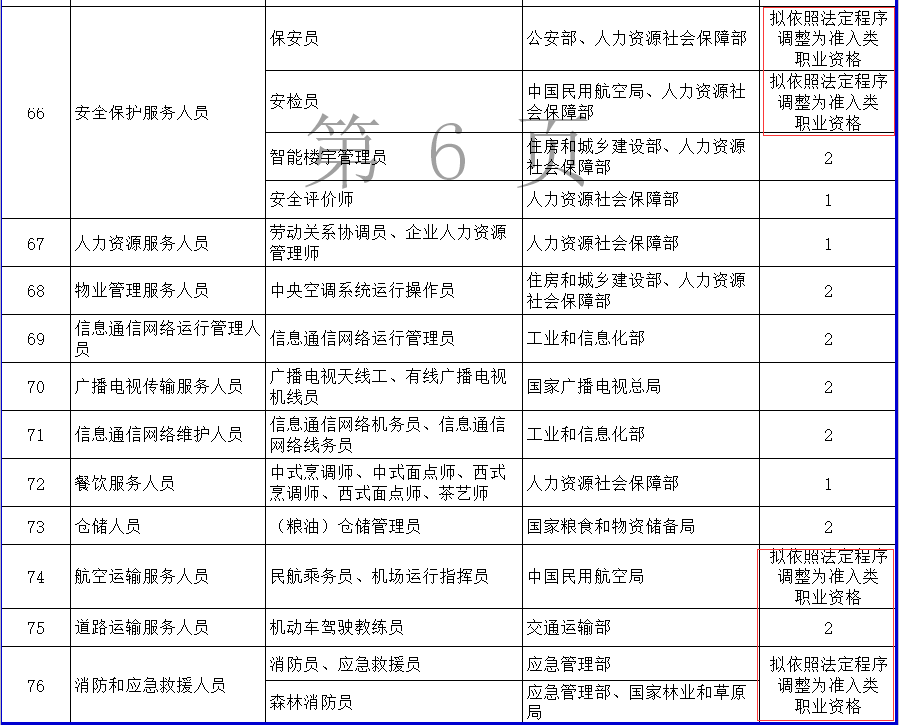 66
安全保护服务人员
保安员
公安部、人力资源社会保障部
拟依照法定程序
调整为准入类
职业资格
安检员
中国民用航空局、人力资源社
会保障部
拟依照法定程序
调整为准入类
职业资格
智能楼宇管理员
住房和城乡建设部、人力资源
社会保障部
2
安全评价师
人力资源社会保障部
1
第 6 页
67
人力资源服务人员
劳动关系协调员、企业人力资源
管理师
人力资源社会保障部
1
68
物业管理服务人员
中央空调系统运行操作员
住房和城乡建设部、人力资源
社会保障部
2
69
信息通信网络运行管理人
员
信息通信网络运行管理员
工业和信息化部
2
70
广播电视传输服务人员
广播电视天线工、有线广播电视
机线员
国家广播电视总局
2
71
信息通信网络维护人员
信息通信网络机务员、信息通信
网络线务员
工业和信息化部
2
72
餐饮服务人员
中式烹调师、中式面点师、西式
烹调师、西式面点师、茶艺师
人力资源社会保障部
1
73
仓储人员
（粮油）仓储管理员
国家粮食和物资储备局
2
74
航空运输服务人员
民航乘务员、机场运行指挥员
中国民用航空局
拟依照法定程序
调整为准入类
职业资格
75
道路运输服务人员
机动车驾驶教练员
交通运输部
2
76
消防和应急救援人员
消防员、应急救援员
应急管理部
拟依照法定程序
调整为准入类
职业资格
森林消防员
应急管理部、国家林业和草原
局